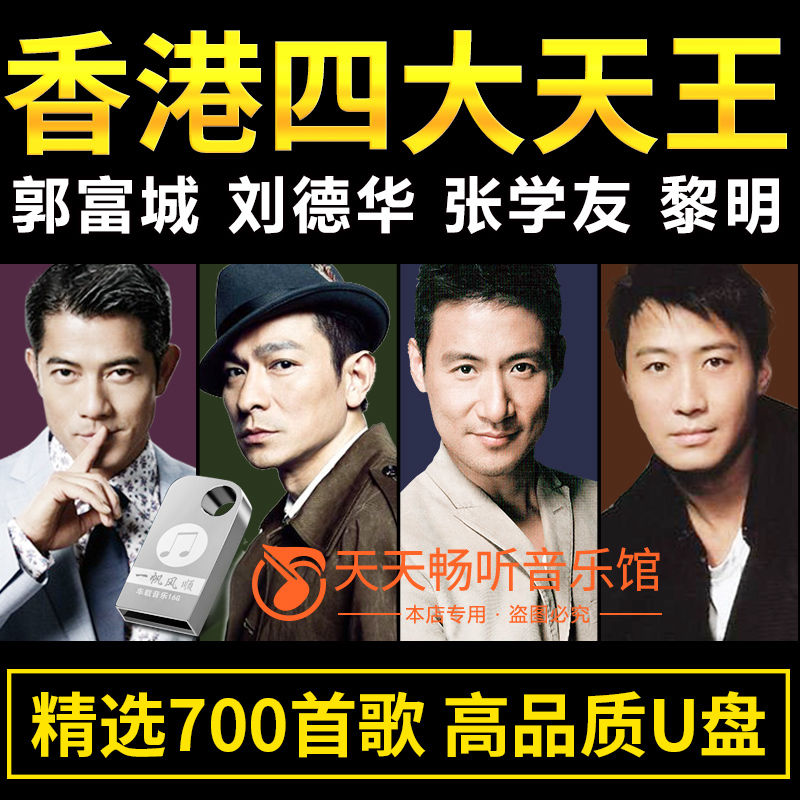 香港四大天王
郭富城 刘德华 张学友 黎明
一帆风顺
车载音乐16G
天天畅听音乐馆
本店专用·盗图必究
精选700首歌 高品质U盘